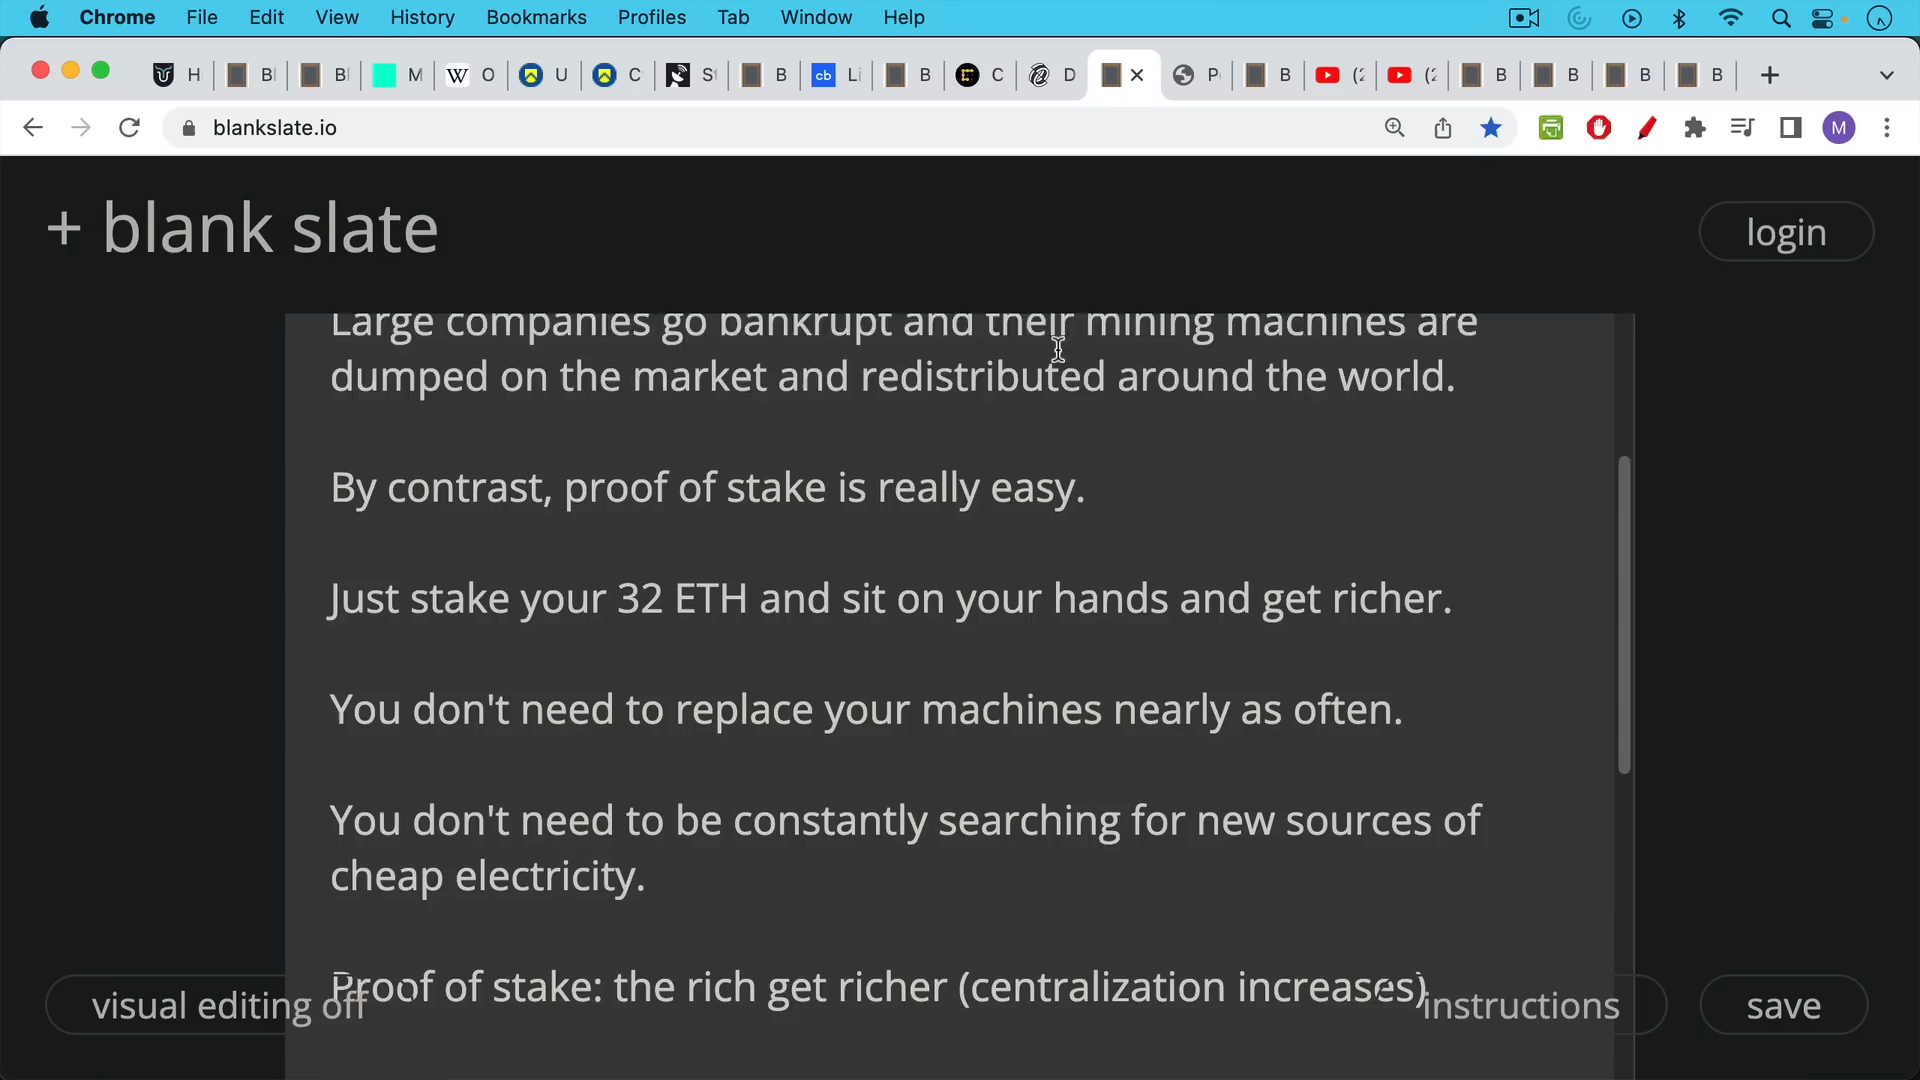 Chrome File Edit View History Bookmarks Profiles Tab Window Help
H B B M W O U C S B cb Li B C D P B (2 (2 B B B B
blankslate.io M
+ blank slate
login
Large companies go bankrupt and their mining machines are
dumped on the market and redistributed around the world.
By contrast, proof of stake is really easy.
Just stake your 32 ETH and sit on your hands and get richer.
You don't need to replace your machines nearly as often.
You don't need to be constantly searching for new sources of
cheap electricity.
Proof of stake: the rich get richer (centralization increases)
visual editing off
instructions
save